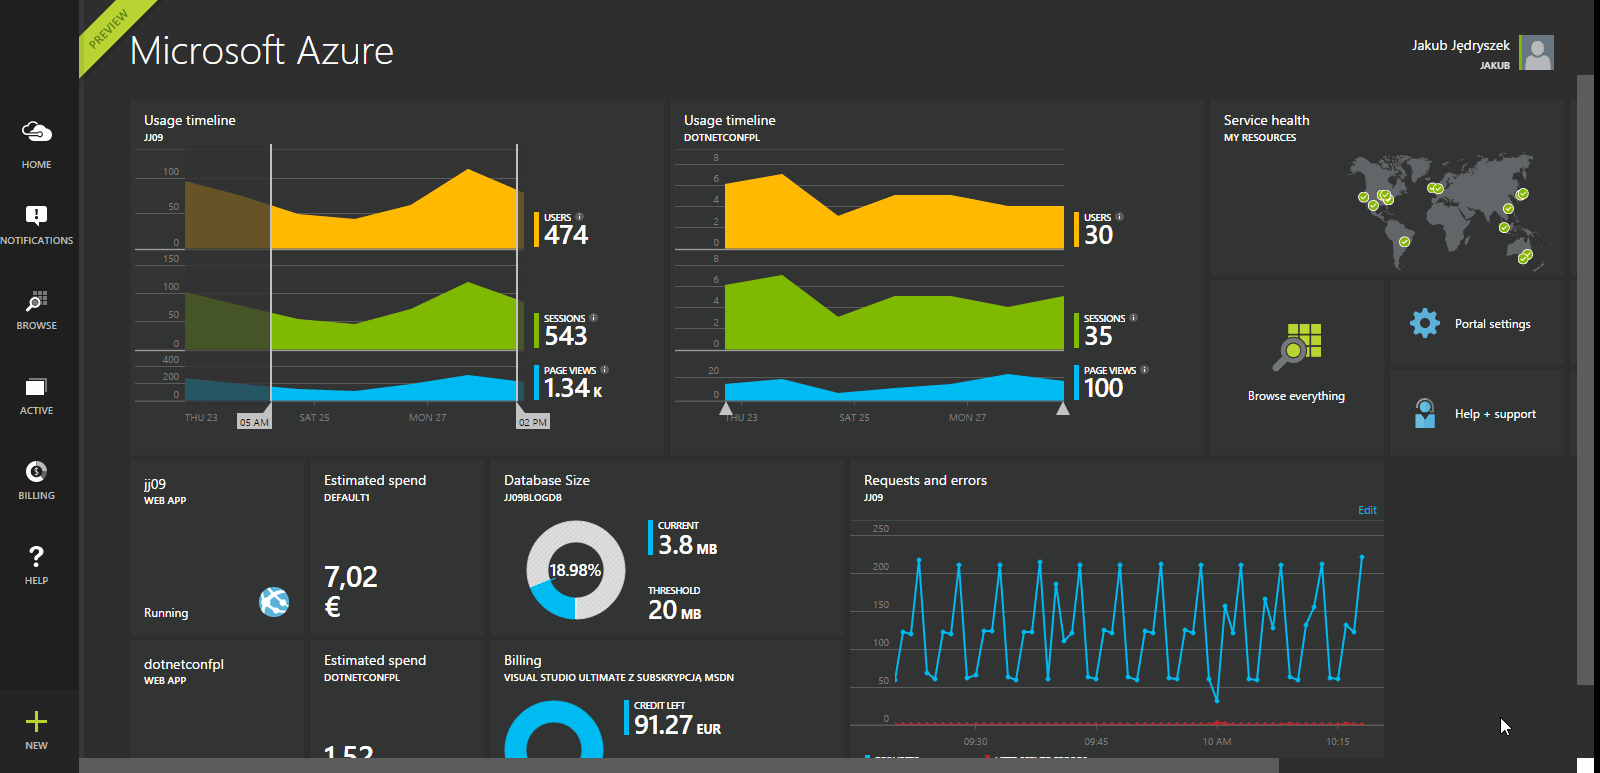 PREVIEW
Microsoft Azure
Jakub Jędryszek
JAKUB
HOME
NOTIFICATIONS
BROWSE
ACTIVE
BILLING
HELP
NEW
Usage timeline
JJ09
100
50
0
150
100
50
0
400
200
0
THU 23
SAT 25
MON 27
05 AM
02 PM
USERS
474
SESSIONS
543
PAGE VIEWS
1.34 K
Usage timeline
DOTNETCONFPL
8
6
4
2
0
8
6
4
2
0
20
0
THU 23
SAT 25
MON 27
USERS
30
SESSIONS
35
PAGE VIEWS
100
Service health
MY RESOURCES
Browse everything
Portal settings
Help + support
jj09
WEB APP
Running
Estimated spend
DEFAULT1
7,02
€
Database Size
JJ09BLOGDB
18.98%
CURRENT
3.8 MB
THRESHOLD
20 MB
Requests and errors
JJ09
Edit
250
200
150
100
50
0
09:30
09:45
10 AM
10:15
dotnetconfpl
WEB APP
Estimated spend
DOTNETCONFPL
1,52
Billing
VISUAL STUDIO ULTIMATE Z SUBSKRYPCJĄ MSDN
CREDIT LEFT
91.27 EUR